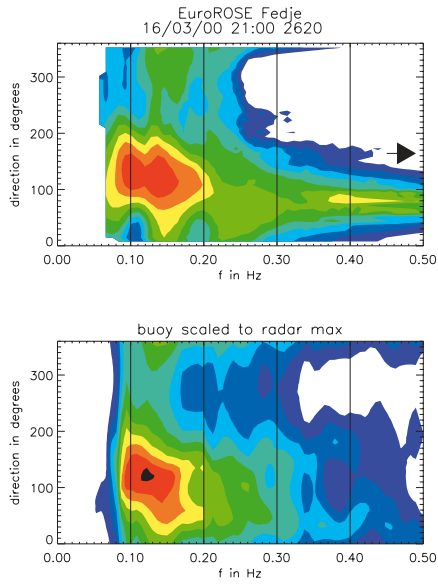 EuroROSE Fedje
16/03/00 21:00 2620
direction in degrees
300
200
100
0
0.00 0.10 0.20 0.30 0.40 0.50
f in Hz
buoy scaled to radar max
direction in degrees
300
200
100
0
0.00 0.10 0.20 0.30 0.40 0.50
f in Hz